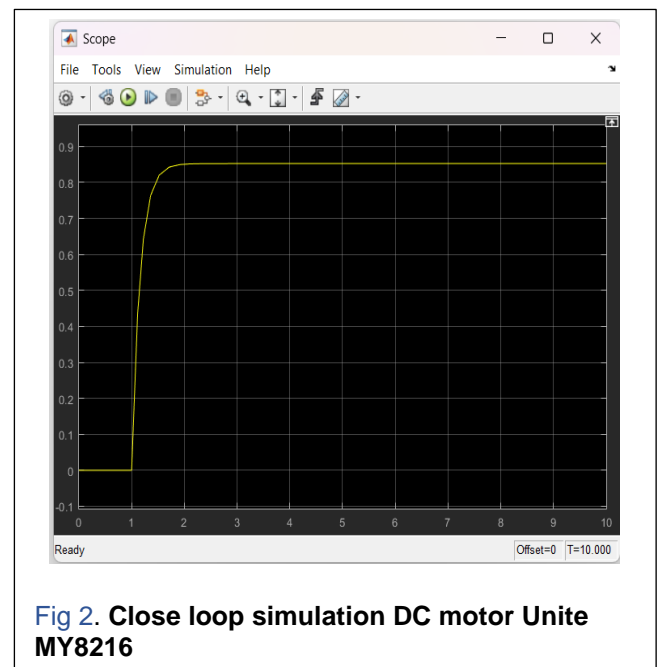 Scope
File Tools View Simulation Help
0.9
0.8
0.7
0.6
0.5
0.4
0.3
0.2
0.1
0
-0.1
0 1 2 3 4 5 6 7 8 9 10
Ready Offset=0 T=10.000
Fig 2. Close loop simulation DC motor Unite
MY8216